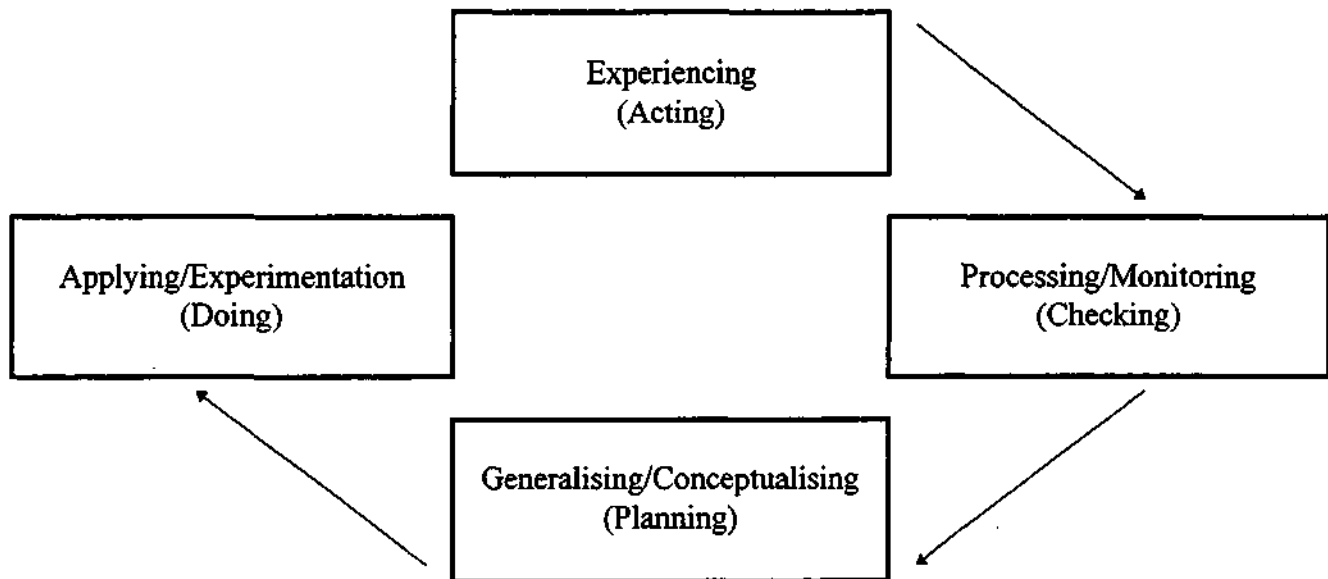 Experiencing
(Acting)
Applying/Experimentation
(Doing)
Processing/Monitoring
(Checking)
Generalising/Conceptualising
(Planning)